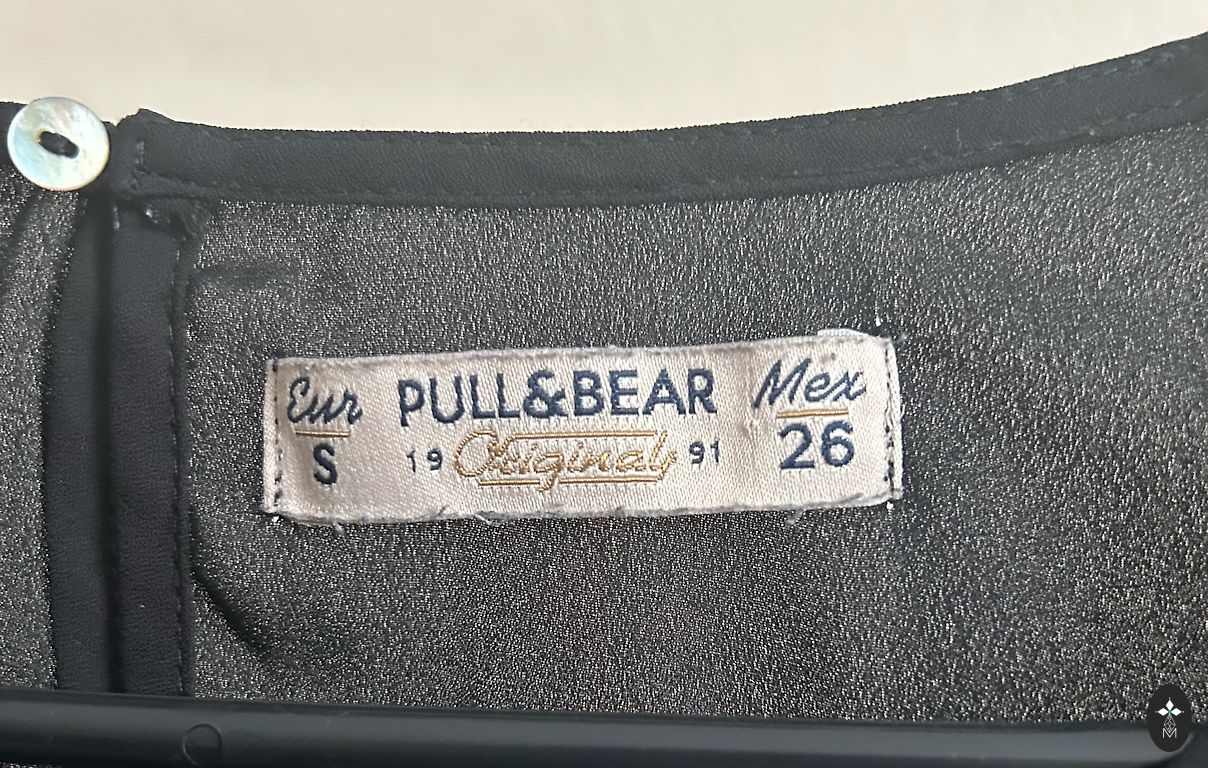 Eur PULL&BEAR Mex
S 19 Original 91 26
M